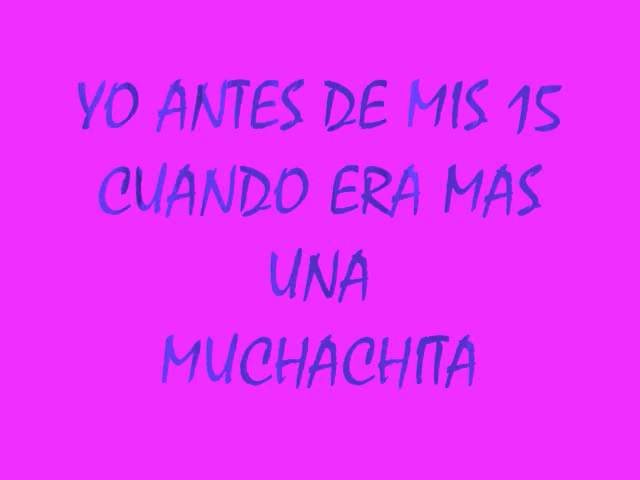 YO ANTES DE MIS 15
CUANDO ERA MAS
UNA
MUCHACHITA